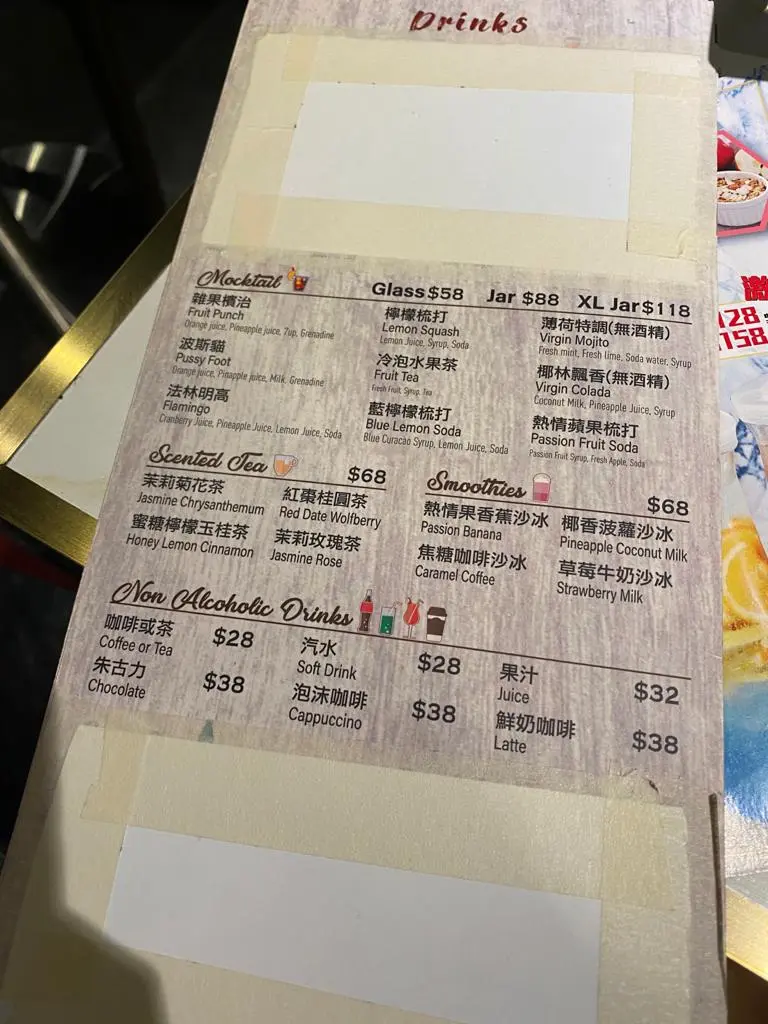 Drinks
Mocktail Glass $58 Jar $88 XL Jar $118
雜果檳治
Fruit Punch
Orange juice, Pineapple juice, 7up, Grenadine
波斯貓
Pussy Foot
Orange juice, Pinapple juice, Milk, Grenadine
法林明高
Flamingo
Cranberry Juice, Pineapple Juice, Lemon Juice, Soda
檸檬梳打
Lemon Squash
Lemon Juice, Syrup, Soda
冷泡水果茶
Fruit Tea
Fresh Fruit, Syrup, Tea
藍檸檬梳打
Blue Lemon Soda
Blue Curacao Syrup, Lemon Juice, Soda
薄荷特調(無酒精)
Virgin Mojito
Fresh mint, Fresh lime, Soda water, Syrup
椰林飄香(無酒精)
Virgin Colada
Coconut Milk, Pineapple Juice, Syrup
熱情蘋果梳打
Passion Fruit Soda
Passion Fruit Syrup, Fresh Apple, Soda
Scented Tea $68
茉莉菊花茶
Jasmine Chrysanthemum
蜜糖檸檬玉桂茶
Honey Lemon Cinnamon
紅棗桂圓茶
Red Date Wolfberry
茉莉玫瑰茶
Jasmine Rose
Smoothies $68
熱情果香蕉沙冰
Passion Banana
焦糖咖啡沙冰
Caramel Coffee
椰香菠蘿沙冰
Pineapple Coconut Milk
草莓牛奶沙冰
Strawberry Milk
Non Alcoholic Drinks
咖啡或茶
Coffee or Tea $28
朱古力
Chocolate $38
汽水
Soft Drink $28
泡沫咖啡
Cappuccino $38
果汁
Juice $32
鮮奶咖啡
Latte $38
128
158